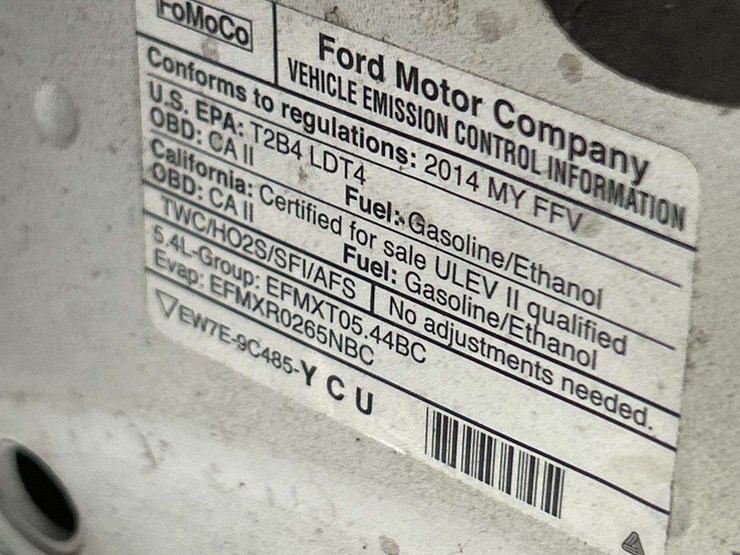 FoMoCo
Ford Motor Company
VEHICLE EMISSION CONTROL INFORMATION
Conforms to regulations: 2014 MY FFV
U.S. EPA: T2B4 LDT4
OBD: CA II Fuel: Gasoline/Ethanol
California: Certified for sale ULEV II qualified
OBD: CA II Fuel: Gasoline/Ethanol
TWC/HO2S/SFI/AFS No adjustments needed.
5.4L-Group: EFMXT05.44BC
Evap: EFMXR0265NBC
EW7E-9C485-Y C U